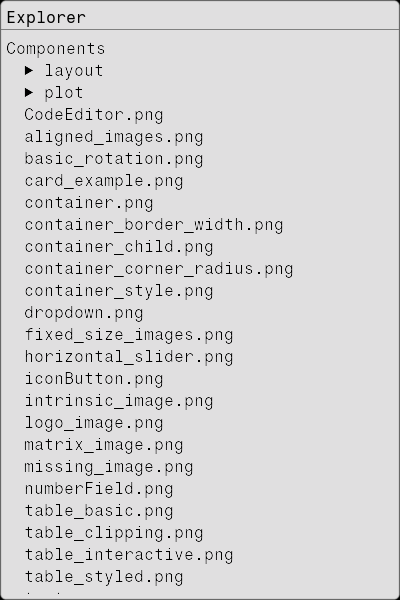 Explorer
Components
▶ layout
▶ plot
CodeEditor.png
aligned_images.png
basic_rotation.png
card_example.png
container.png
container_border_width.png
container_child.png
container_corner_radius.png
container_style.png
dropdown.png
fixed_size_images.png
horizontal_slider.png
iconButton.png
intrinsic_image.png
logo_image.png
matrix_image.png
missing_image.png
numberField.png
table_basic.png
table_clipping.png
table_interactive.png
table_styled.png